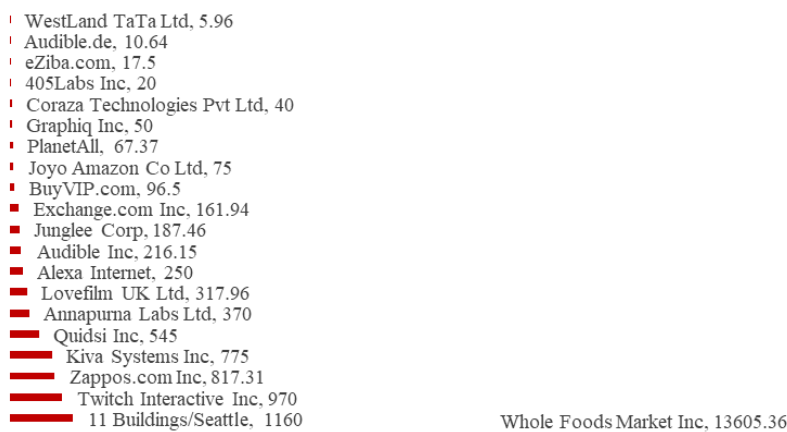 WestLand TaTa Ltd, 5.96
Audible.de, 10.64
eZiba.com, 17.5
405Labs Inc, 20
Coraza Technologies Pvt Ltd, 40
Graphiq Inc, 50
PlanetAll, 67.37
Joyo Amazon Co Ltd, 75
BuyVIP.com, 96.5
Exchange.com Inc, 161.94
Junglee Corp, 187.46
Audible Inc, 216.15
Alexa Internet, 250
Lovefilm UK Ltd, 317.96
Annapurna Labs Ltd, 370
Quidsi Inc, 545
Kiva Systems Inc, 775
Zappos.com Inc, 817.31
Twitch Interactive Inc, 970
11 Buildings/Seattle, 1160
Whole Foods Market Inc, 13605.36